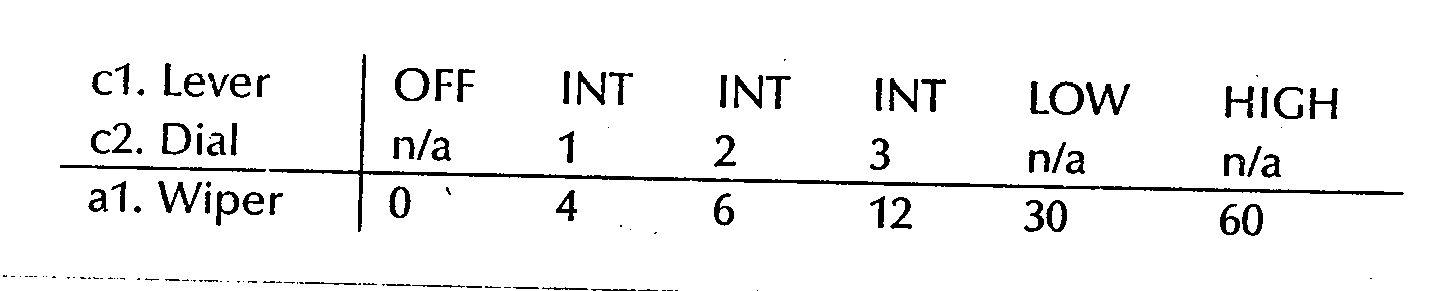 c1. Lever OFF INT INT INT LOW HIGH
c2. Dial n/a 1 2 3 n/a n/a
a1. Wiper 0 4 6 12 30 60